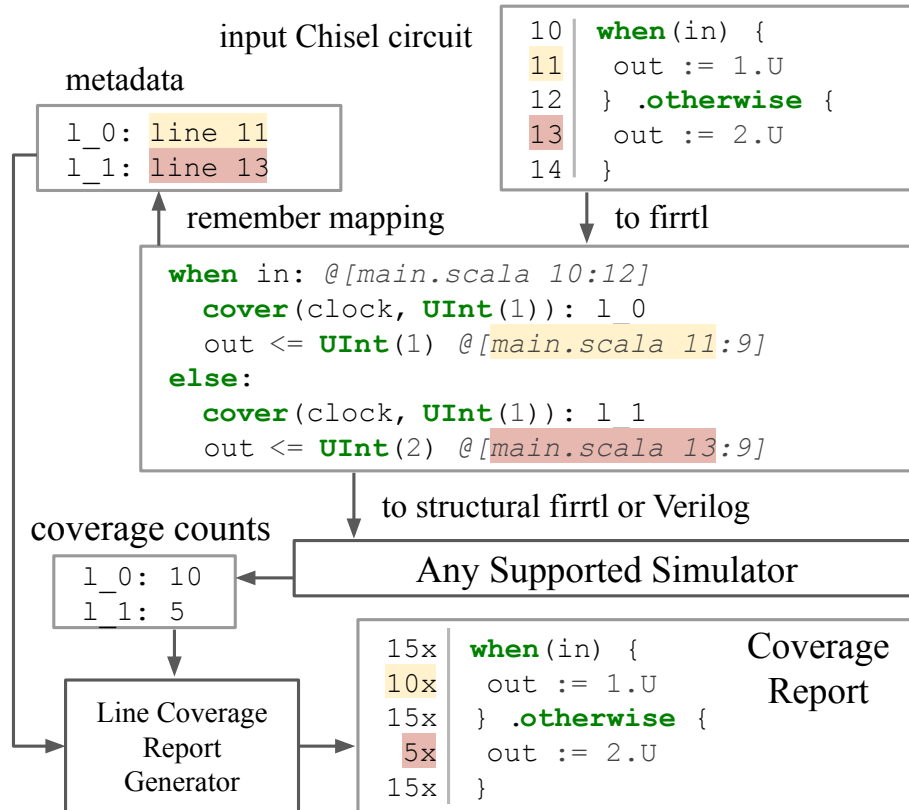 input Chisel circuit
10 when(in) {
11 out := 1.U
12 } .otherwise {
13 out := 2.U
14 }
metadata
l_0: line 11
l_1: line 13
remember mapping
to firrtl
when in: @[main.scala 10:12]
cover(clock, UInt(1)): l_0
out <= UInt(1) @[main.scala 11:9]
else:
cover(clock, UInt(1)): l_1
out <= UInt(2) @[main.scala 13:9]
to structural firrtl or Verilog
coverage counts
l_0: 10
l_1: 5
Any Supported Simulator
Line Coverage
Report
Generator
Coverage
Report
15x when(in) {
10x out := 1.U
15x } .otherwise {
5x out := 2.U
15x }